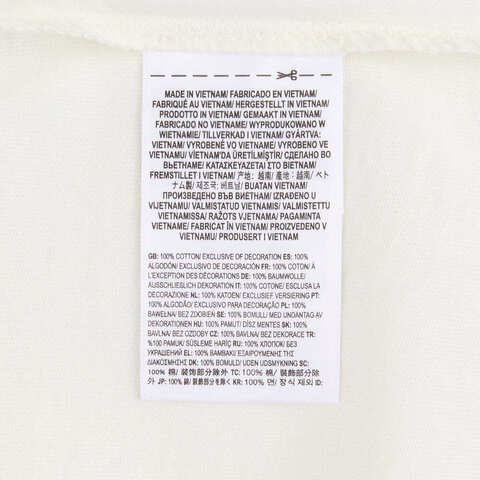 MADE IN VIETNAM/ FABRICADO EN VIETNAM/
FABRIQUÉ AU VIETNAM/ HERGESTELLT IN VIETNAM/
PRODOTTO IN VIETNAM/ GEMAAKT IN VIETNAM/
FABRICADO NO VIETNAME/ WYPRODUKOWANO W
WIETNAMIE/ TILLVERKAD I VIETNAM/ GYÁRTVA:
VIETNAM/ VYROBENÉ VO VIETNAME/ VYROBENO VE
VIETNAMU/ VİETNAM'DA ÜRETİLMİŞTİR/ СДЕЛАНО ВО
ВЬЕТНАМЕ/ ΚΑΤΑΣΚΕΥΑΖΕΤΑΙ ΣΤΟ ΒΙΕΤΝΑΜ/
FREMSTILLET I VIETNAM/ 产地: 越南/ 產地: 越南/ ベト
ナム製/ 제조국: 베트남/ BUATAN VIETNAM/
ПРОИЗВЕДЕНО ВЪВ ВИЕТНАМ/ IZRAĐENO U
VIJETNAMU/ VALMISTATUD VIETNAMIS/ VALMISTETTU
VIETNAMISSA/ RAŽOTS VJETNAMA/ PAGAMINTA
VIETNAME/ FABRICAT ÎN VIETNAM/ PROIZVEDENO V
VIETNAMU/ PRODUSERT I VIETNAM
GB: 100% COTTON/ EXCLUSIVE OF DECORATION ES: 100%
ALGODÓN/ EXCLUSIVO DE DECORACIÓN FR: 100% COTON/ À
L'EXCEPTION DES DÉCORATIONS DE: 100% BAUMWOLLE/
AUSSCHLIEßLICH DEKORATION IT: 100% COTONE/ ESCLUSA LA
DECORAZIONE NL: 100% KATOEN/ EXCLUSIEF VERSIERING PT:
100% ALGODÃO/ EXCLUSIVO PARA DECORAÇÃO PL: 100%
BAWEŁNA/ BEZ ZDOBIEŃ SE: 100% BOMULL/ MED UNDANTAG AV
DEKORATIONEN HU: 100% PAMUT/ DÍSZ MENTES SK: 100%
BAVLNA/ BEZ OZDOBY CZ: 100% BAVLNA/ BEZ DEKORACE TR:
%100 PAMUK/ SÜSLEME HARİÇ RU: 100% ХЛОПОК/ БЕЗ
УКРАШЕНИЙ EL: 100% ΒΑΜΒΑΚΙ/ ΕΞΑΙΡΟΥΜΕΝΗΣ ΤΗΣ
ΔΙΑΚΟΣΜΗΣΗΣ DK: 100% BOMULD/ UDEN UDSMYKNING SC:
100% 棉/ 装饰部分除外 TC: 100% 棉/ 裝飾部分除
外 JP: 100% 綿/ 装飾部分を除く KR: 100% 면/ 장식 제외 ID: